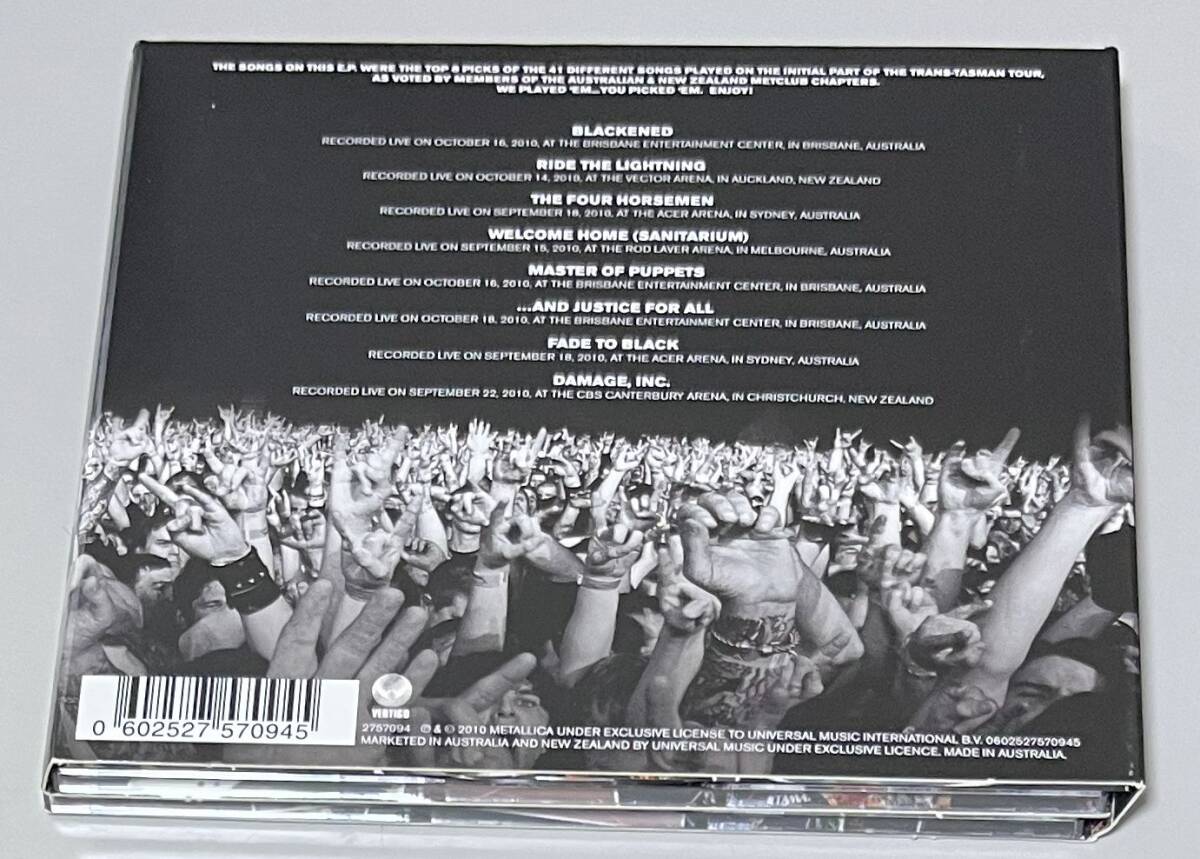 THE SONGS ON THIS E.P. WERE THE TOP 8 PICKS OF THE 41 DIFFERENT SONGS PLAYED ON THE INITIAL PART OF THE TRANS-TASMAN TOUR,
AS VOTED BY MEMBERS OF THE AUSTRALIAN & NEW ZEALAND METCLUB CHAPTERS.
WE PLAYED 'EM...YOU PICKED 'EM. ENJOY!
BLACKENED
RECORDED LIVE ON OCTOBER 16, 2010, AT THE BRISBANE ENTERTAINMENT CENTER, IN BRISBANE, AUSTRALIA
RIDE THE LIGHTNING
RECORDED LIVE ON OCTOBER 14, 2010, AT THE VECTOR ARENA, IN AUCKLAND, NEW ZEALAND
THE FOUR HORSEMEN
RECORDED LIVE ON SEPTEMBER 18, 2010, AT THE ACER ARENA, IN SYDNEY, AUSTRALIA
WELCOME HOME (SANITARIUM)
RECORDED LIVE ON SEPTEMBER 15, 2010, AT THE ROD LAVER ARENA, IN MELBOURNE, AUSTRALIA
MASTER OF PUPPETS
RECORDED LIVE ON OCTOBER 16, 2010, AT THE BRISBANE ENTERTAINMENT CENTER, IN BRISBANE, AUSTRALIA
...AND JUSTICE FOR ALL
RECORDED LIVE ON OCTOBER 18, 2010, AT THE BRISBANE ENTERTAINMENT CENTER, IN BRISBANE, AUSTRALIA
FADE TO BLACK
RECORDED LIVE ON SEPTEMBER 18, 2010, AT THE ACER ARENA, IN SYDNEY, AUSTRALIA
DAMAGE, INC.
RECORDED LIVE ON SEPTEMBER 22, 2010, AT THE CBS CANTERBURY ARENA, IN CHRISTCHURCH, NEW ZEALAND
0 602527 570945
VERTIGO
2757094 ℗ & © 2010 METALLICA UNDER EXCLUSIVE LICENSE TO UNIVERSAL MUSIC INTERNATIONAL B.V. 0602527570945
MARKETED IN AUSTRALIA AND NEW ZEALAND BY UNIVERSAL MUSIC UNDER EXCLUSIVE LICENCE. MADE IN AUSTRALIA.